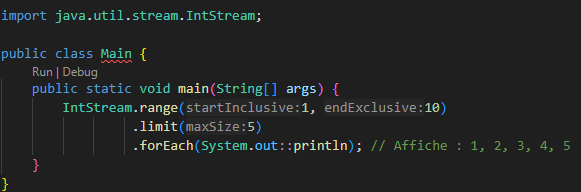 import java.util.stream.IntStream;
public class Main {
Run | Debug
public static void main(String[] args) {
IntStream.range(startInclusive:1, endExclusive:10)
.limit(maxSize:5)
.forEach(System.out::println); // Affiche : 1, 2, 3, 4, 5
}
}